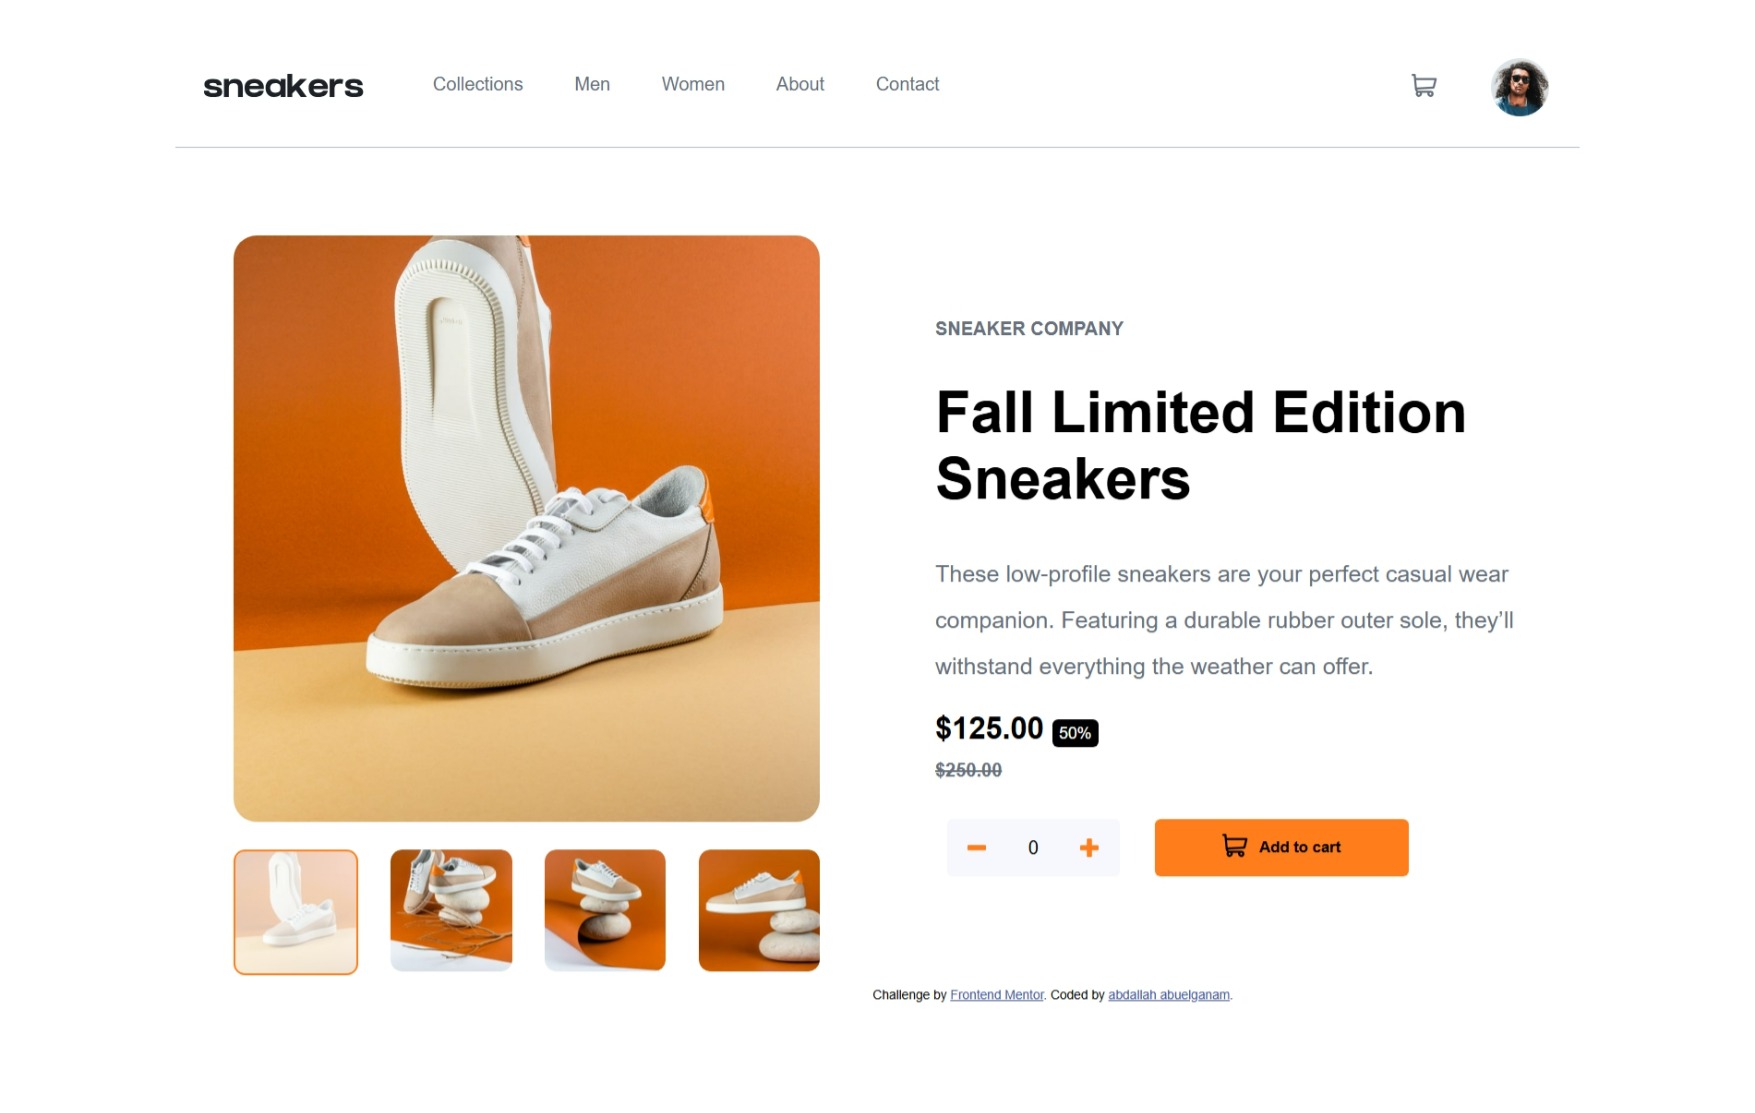 sneakers
Collections Men Women About Contact
SNEAKER COMPANY
Fall Limited Edition
Sneakers
These low-profile sneakers are your perfect casual wear
companion. Featuring a durable rubber outer sole, they’ll
withstand everything the weather can offer.
$125.00 50%
$250.00
0
Add to cart
Challenge by Frontend Mentor. Coded by abdallah abuelganam.